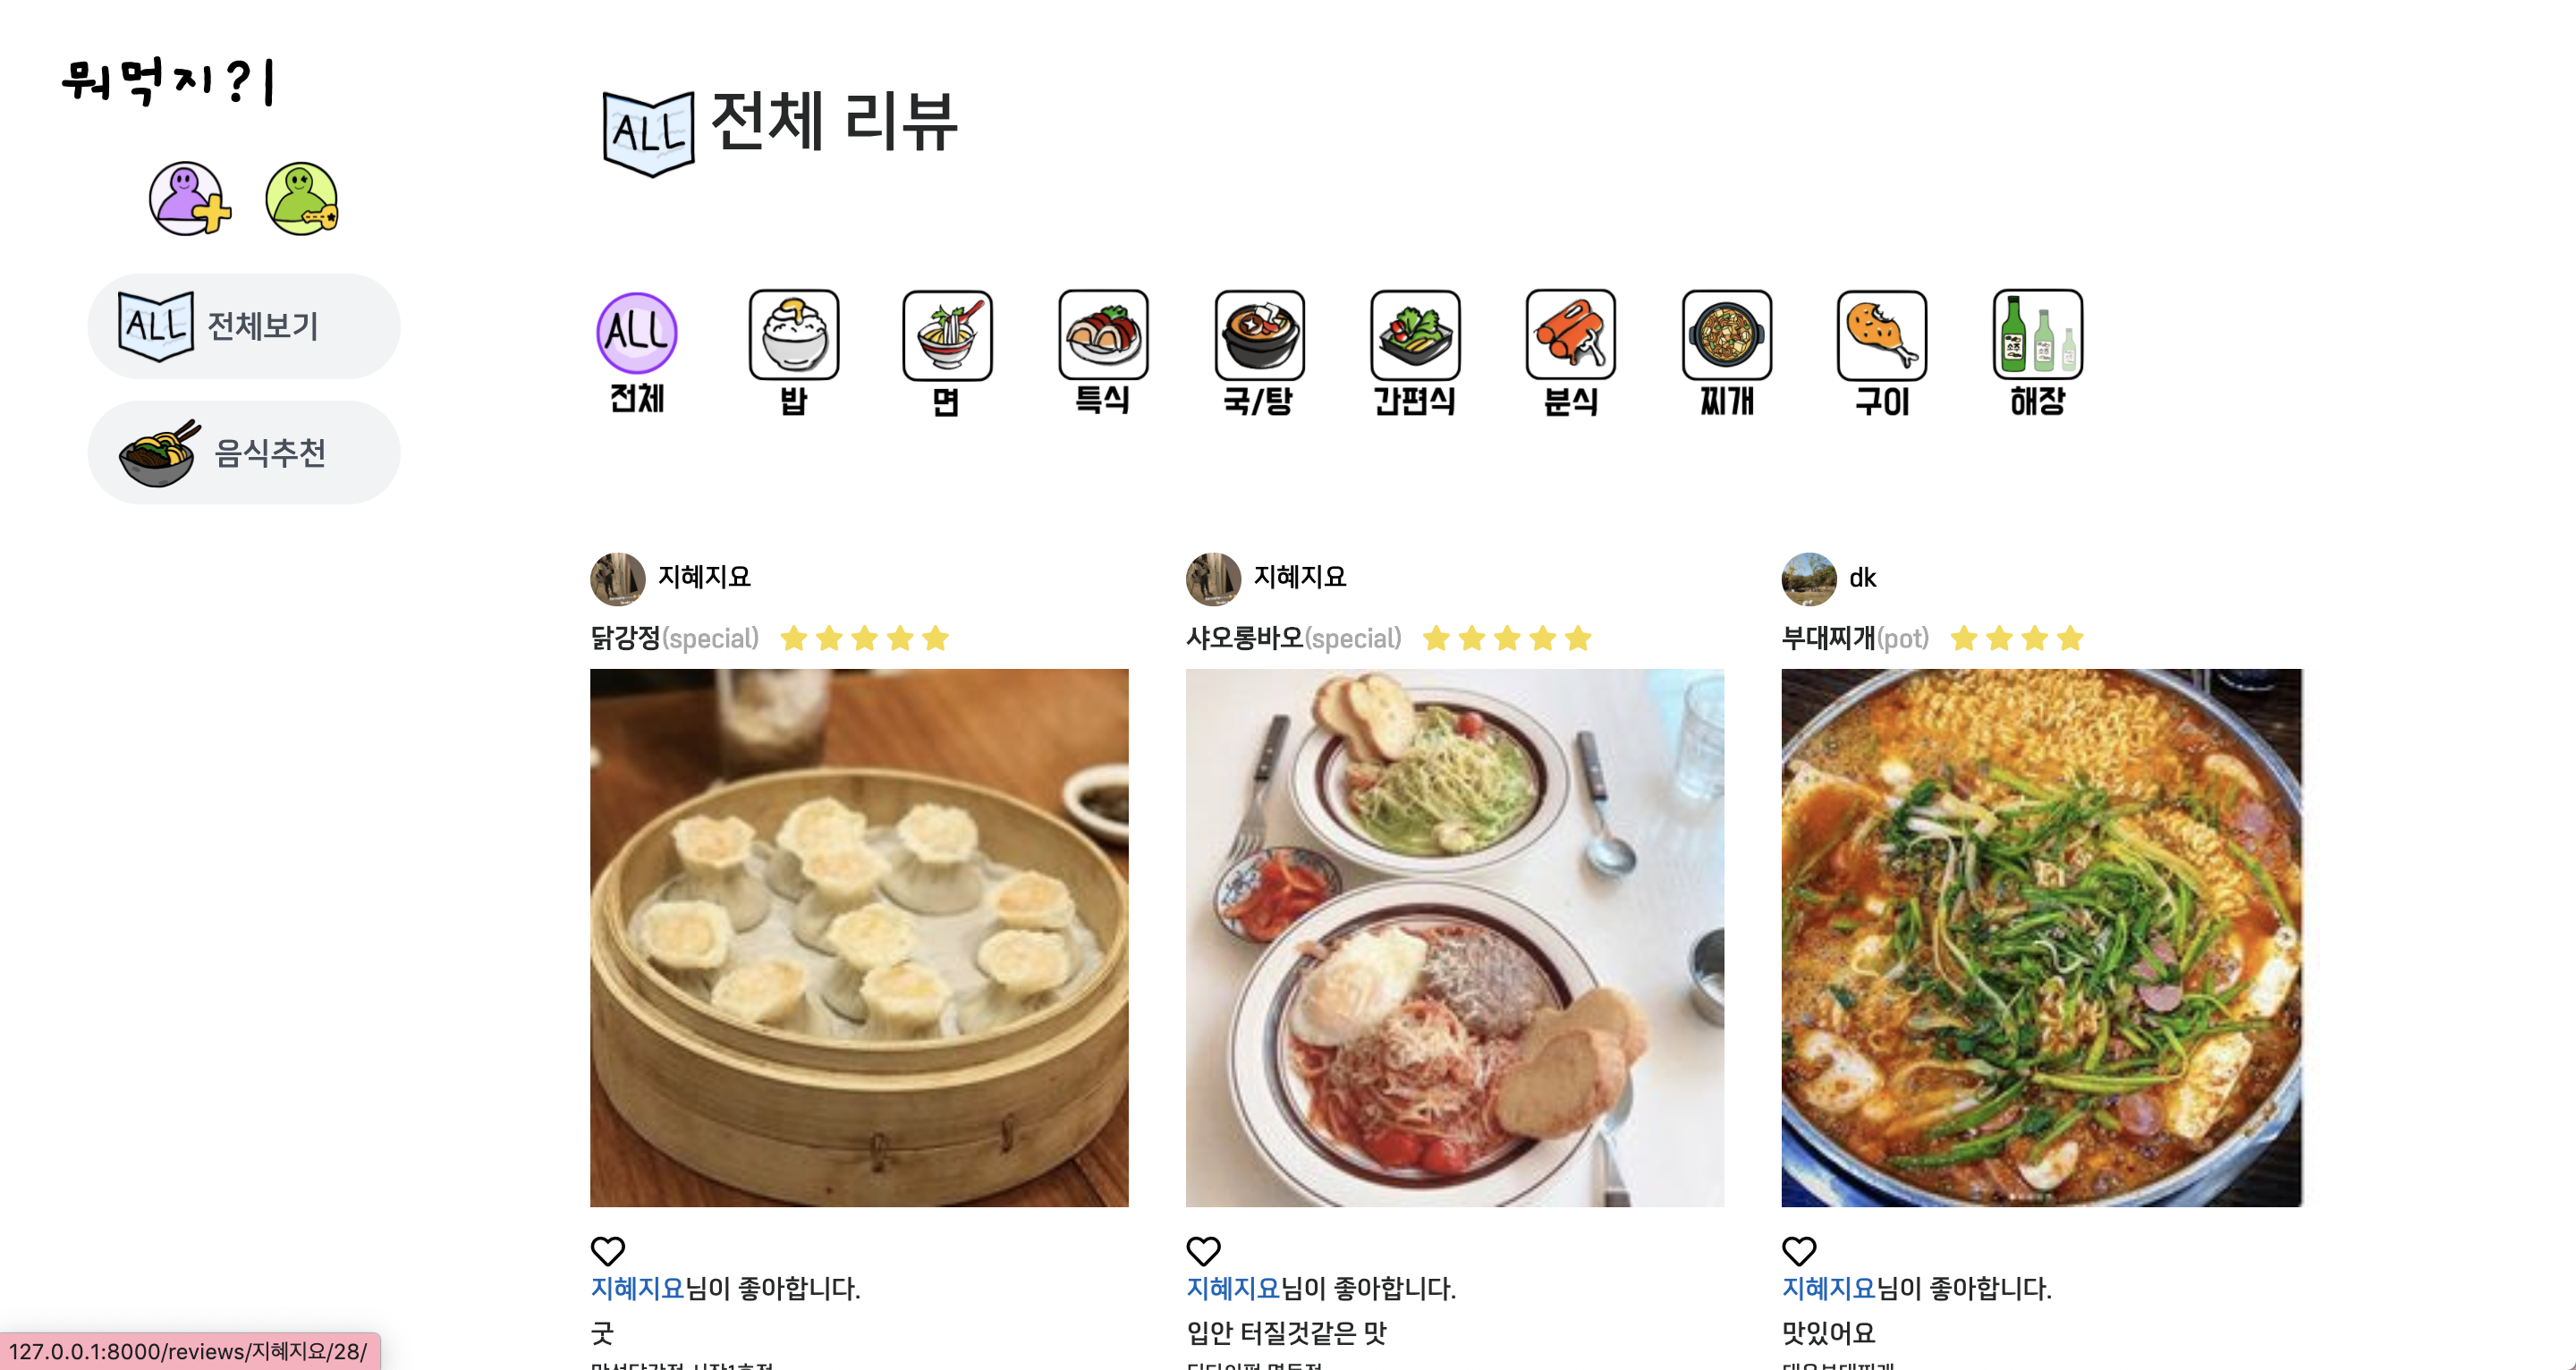 뭐먹지?|
ALL 전체 리뷰
ALL 전체보기
음식추천
ALL
전체 밥 면 특식 국/탕 간편식 분식 찌개 구이 해장
지혜지요
닭강정(special)
지혜지요님이 좋아합니다.
굿
지혜지요
샤오롱바오(special)
지혜지요님이 좋아합니다.
입안 터질것같은 맛
dk
부대찌개(pot)
지혜지요님이 좋아합니다.
맛있어요
127.0.0.1:8000/reviews/지혜지요/28/